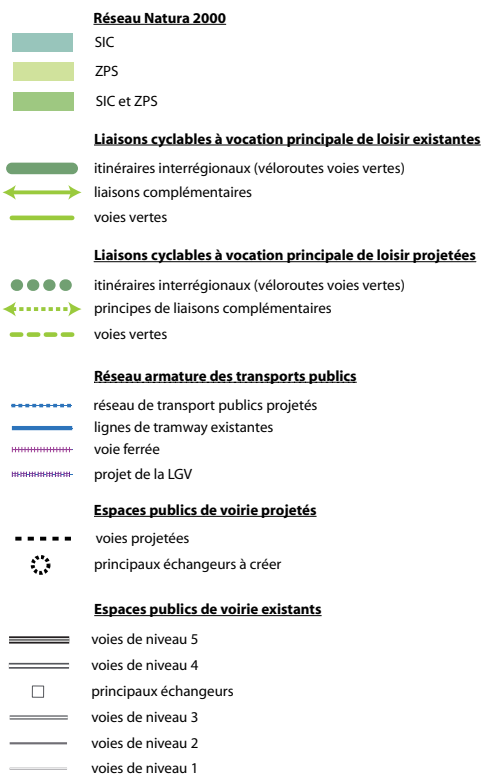 Réseau Natura 2000
SIC
ZPS
SIC et ZPS
Liaisons cyclables à vocation principale de loisir existantes
itinéraires interrégionaux (véloroutes voies vertes)
liaisons complémentaires
voies vertes
Liaisons cyclables à vocation principale de loisir projetées
itinéraires interrégionaux (véloroutes voies vertes)
principes de liaisons complémentaires
voies vertes
Réseau armature des transports publics
réseau de transport publics projetés
lignes de tramway existantes
voie ferrée
projet de la LGV
Espaces publics de voirie projetés
voies projetées
principaux échangeurs à créer
Espaces publics de voirie existants
voies de niveau 5
voies de niveau 4
principaux échangeurs
voies de niveau 3
voies de niveau 2
voies de niveau 1